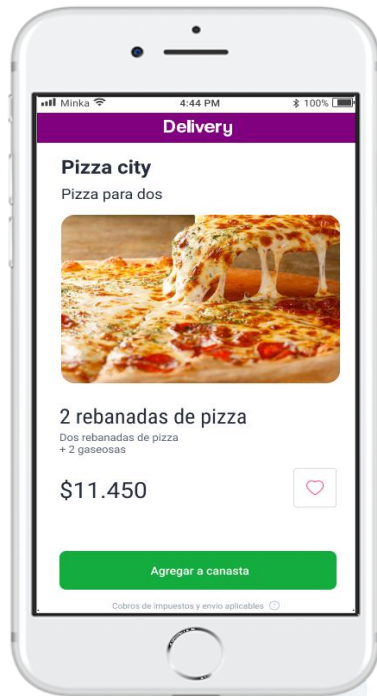 Minka 4:44 PM 100%
Delivery
Pizza city
Pizza para dos
2 rebanadas de pizza
Dos rebanadas de pizza
+ 2 gaseosas
$11.450
Agregar a canasta
Cobros de impuestos y envio aplicables